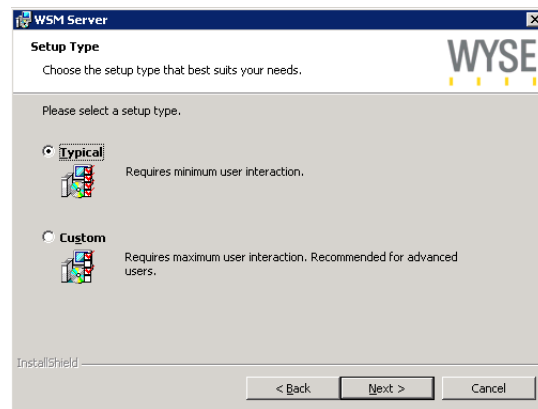 WSM Server
Setup Type
Choose the setup type that best suits your needs.
WYSE
Please select a setup type.
Typical
Requires minimum user interaction.
Custom
Requires maximum user interaction. Recommended for advanced
users.
InstallShield
< Back
Next >
Cancel